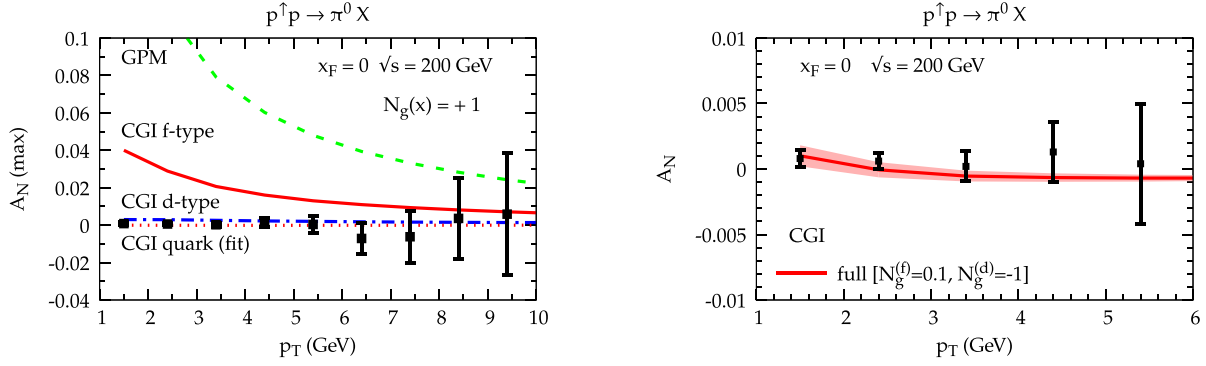 p↑p → π⁰ X
0.1
0.08
0.06
0.04
0.02
0
-0.02
-0.04
A_N (max)
GPM
x_F = 0 √s = 200 GeV
N_g(x) = + 1
CGI f-type
CGI d-type
CGI quark (fit)
1 2 3 4 5 6 7 8 9 10
p_T (GeV)
p↑p → π⁰ X
0.01
0.005
0
-0.005
-0.01
A_N
x_F = 0 √s = 200 GeV
CGI
full [N_g^(f)=0.1, N_g^(d)=-1]
1 2 3 4 5 6
p_T (GeV)